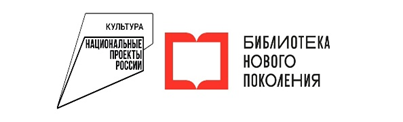 КУЛЬТУРА
НАЦИОНАЛЬНЫЕ
ПРОЕКТЫ
РОССИИ
БИБЛИОТЕКА
НОВОГО
ПОКОЛЕНИЯ